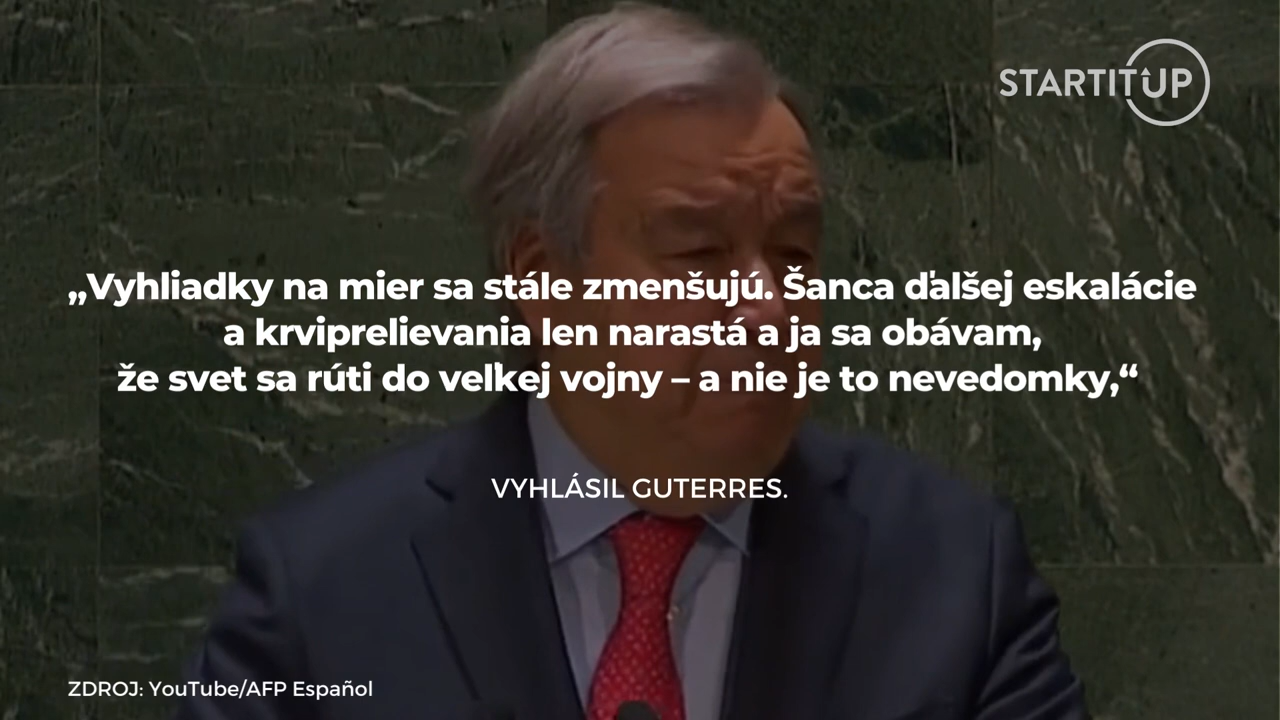 STARTITUP
„Vyhliadky na mier sa stále zmenšujú. Šanca ďalšej eskalácie
a krviprelievania len narastá a ja sa obávam,
že svet sa rúti do veľkej vojny – a nie je to nevedomky,“
VYHLÁSIL GUTERRES.
ZDROJ: YouTube/AFP Español